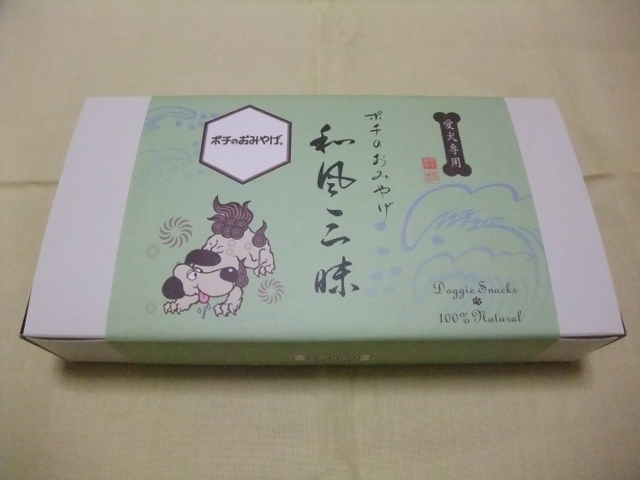 ポチのおみやげ。
ポチのおみやげ
和風三昧
愛犬専用
Doggie Snacks
100% Natural